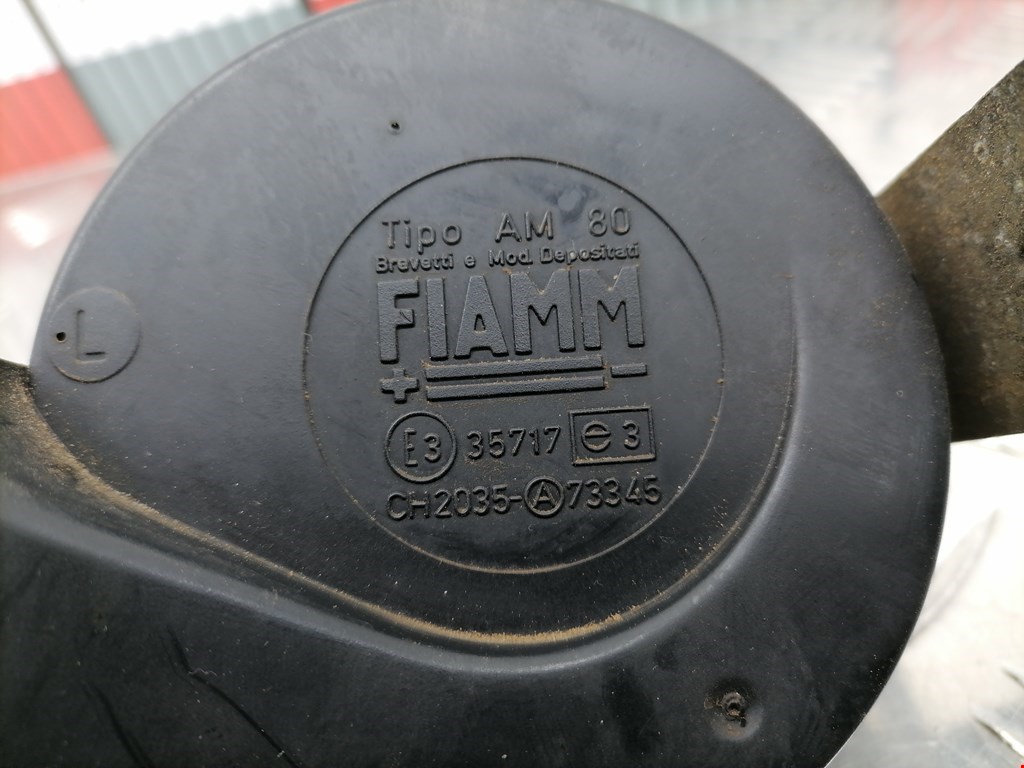 Tipo AM 80
Brevetti e Mod. Depositati
FIAMM
+ -
L
E3 35717 e3
CH2035-A73345